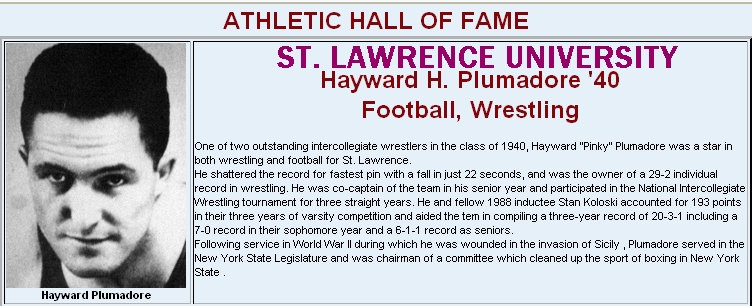 ATHLETIC HALL OF FAME
ST. LAWRENCE UNIVERSITY
Hayward H. Plumadore '40
Football, Wrestling
One of two outstanding intercollegiate wrestlers in the class of 1940, Hayward "Pinky" Plumadore was a star in
both wrestling and football for St. Lawrence.
He shattered the record for fastest pin with a fall in just 22 seconds, and was the owner of a 29-2 individual
record in wrestling. He was co-captain of the team in his senior year and participated in the National Intercollegiate
Wrestling tournament for three straight years. He and fellow 1988 inductee Stan Koloski accounted for 193 points
in their three years of varsity competition and aided the tem in compiling a three-year record of 20-3-1 including a
7-0 record in their sophomore year and a 6-1-1 record as seniors.
Following service in World War II during which he was wounded in the invasion of Sicily , Plumadore served in the
New York State Legislature and was chairman of a committee which cleaned up the sport of boxing in New York
State .
Hayward Plumadore